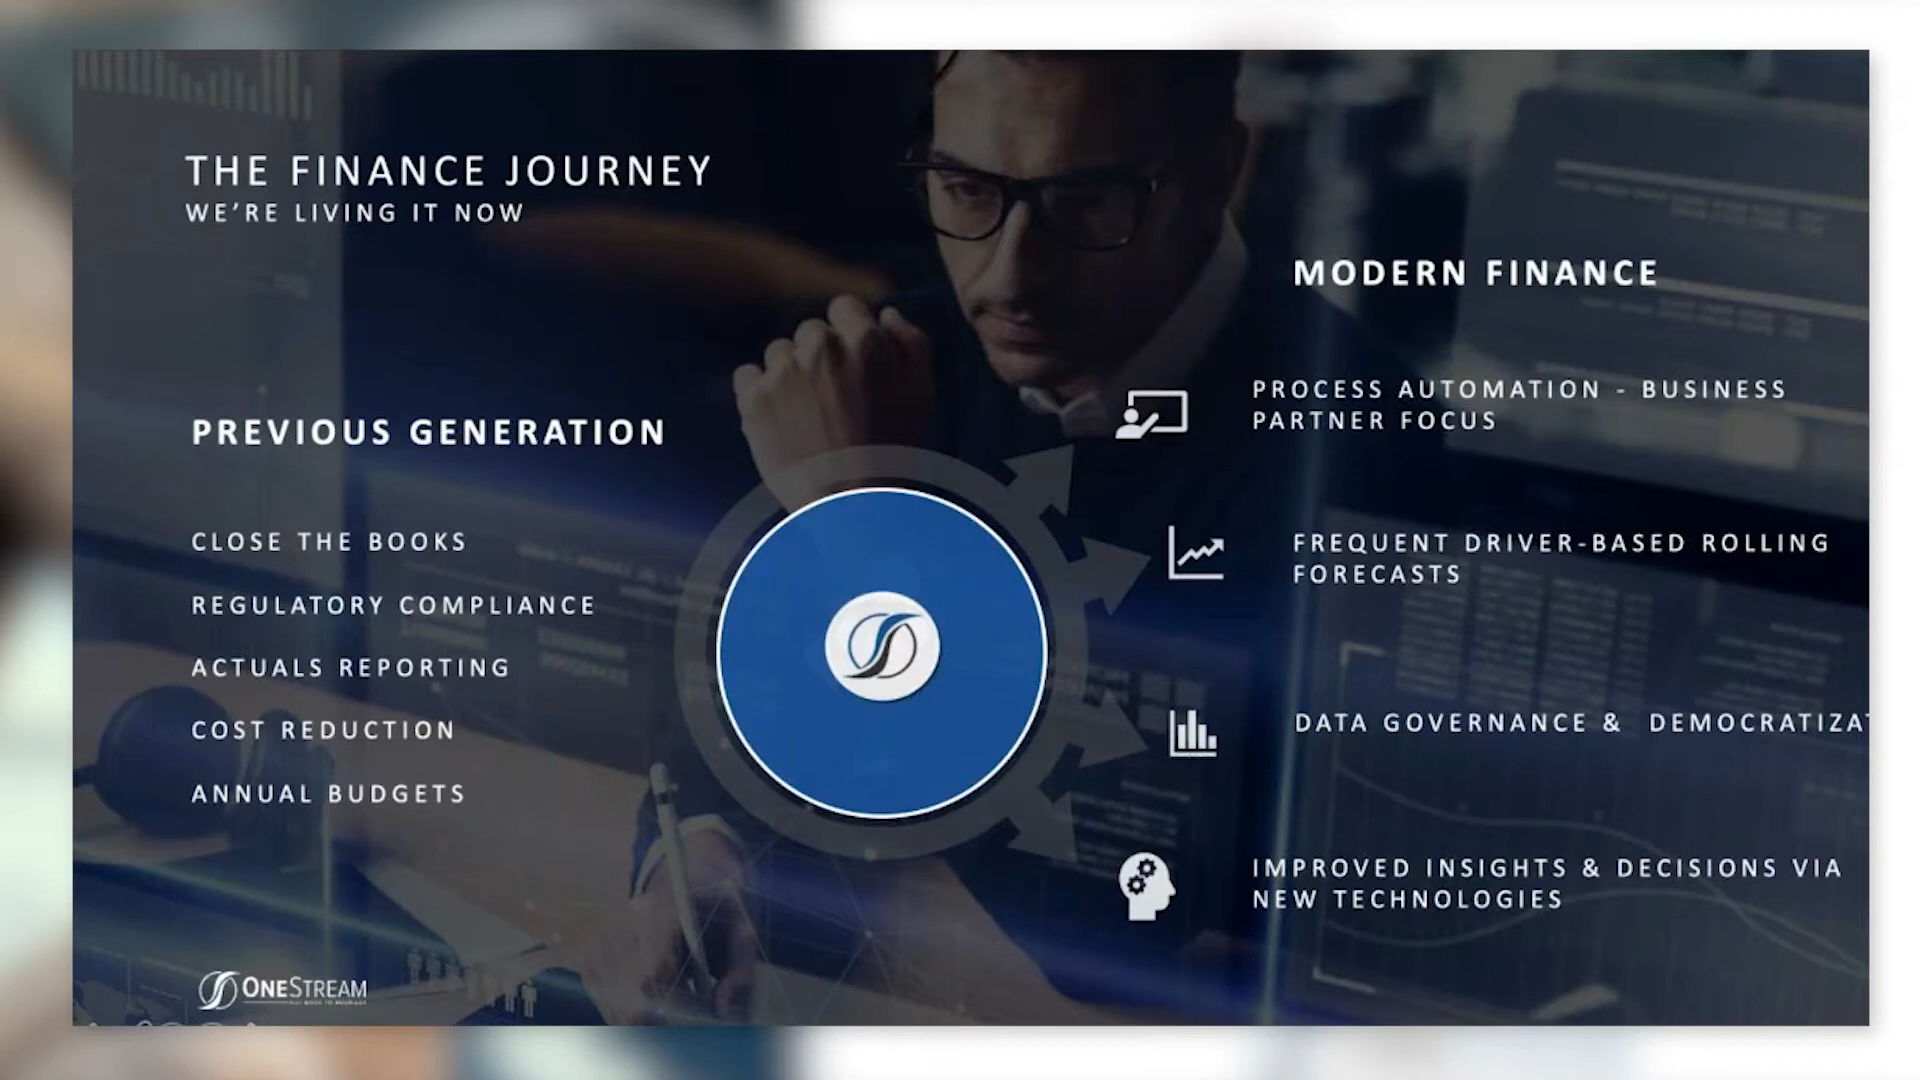 THE FINANCE JOURNEY
WE'RE LIVING IT NOW
PREVIOUS GENERATION
CLOSE THE BOOKS
REGULATORY COMPLIANCE
ACTUALS REPORTING
COST REDUCTION
ANNUAL BUDGETS
MODERN FINANCE
PROCESS AUTOMATION - BUSINESS
PARTNER FOCUS
FREQUENT DRIVER-BASED ROLLING
FORECASTS
DATA GOVERNANCE & DEMOCRATIZAT
IMPROVED INSIGHTS & DECISIONS VIA
NEW TECHNOLOGIES
ONESTREAM